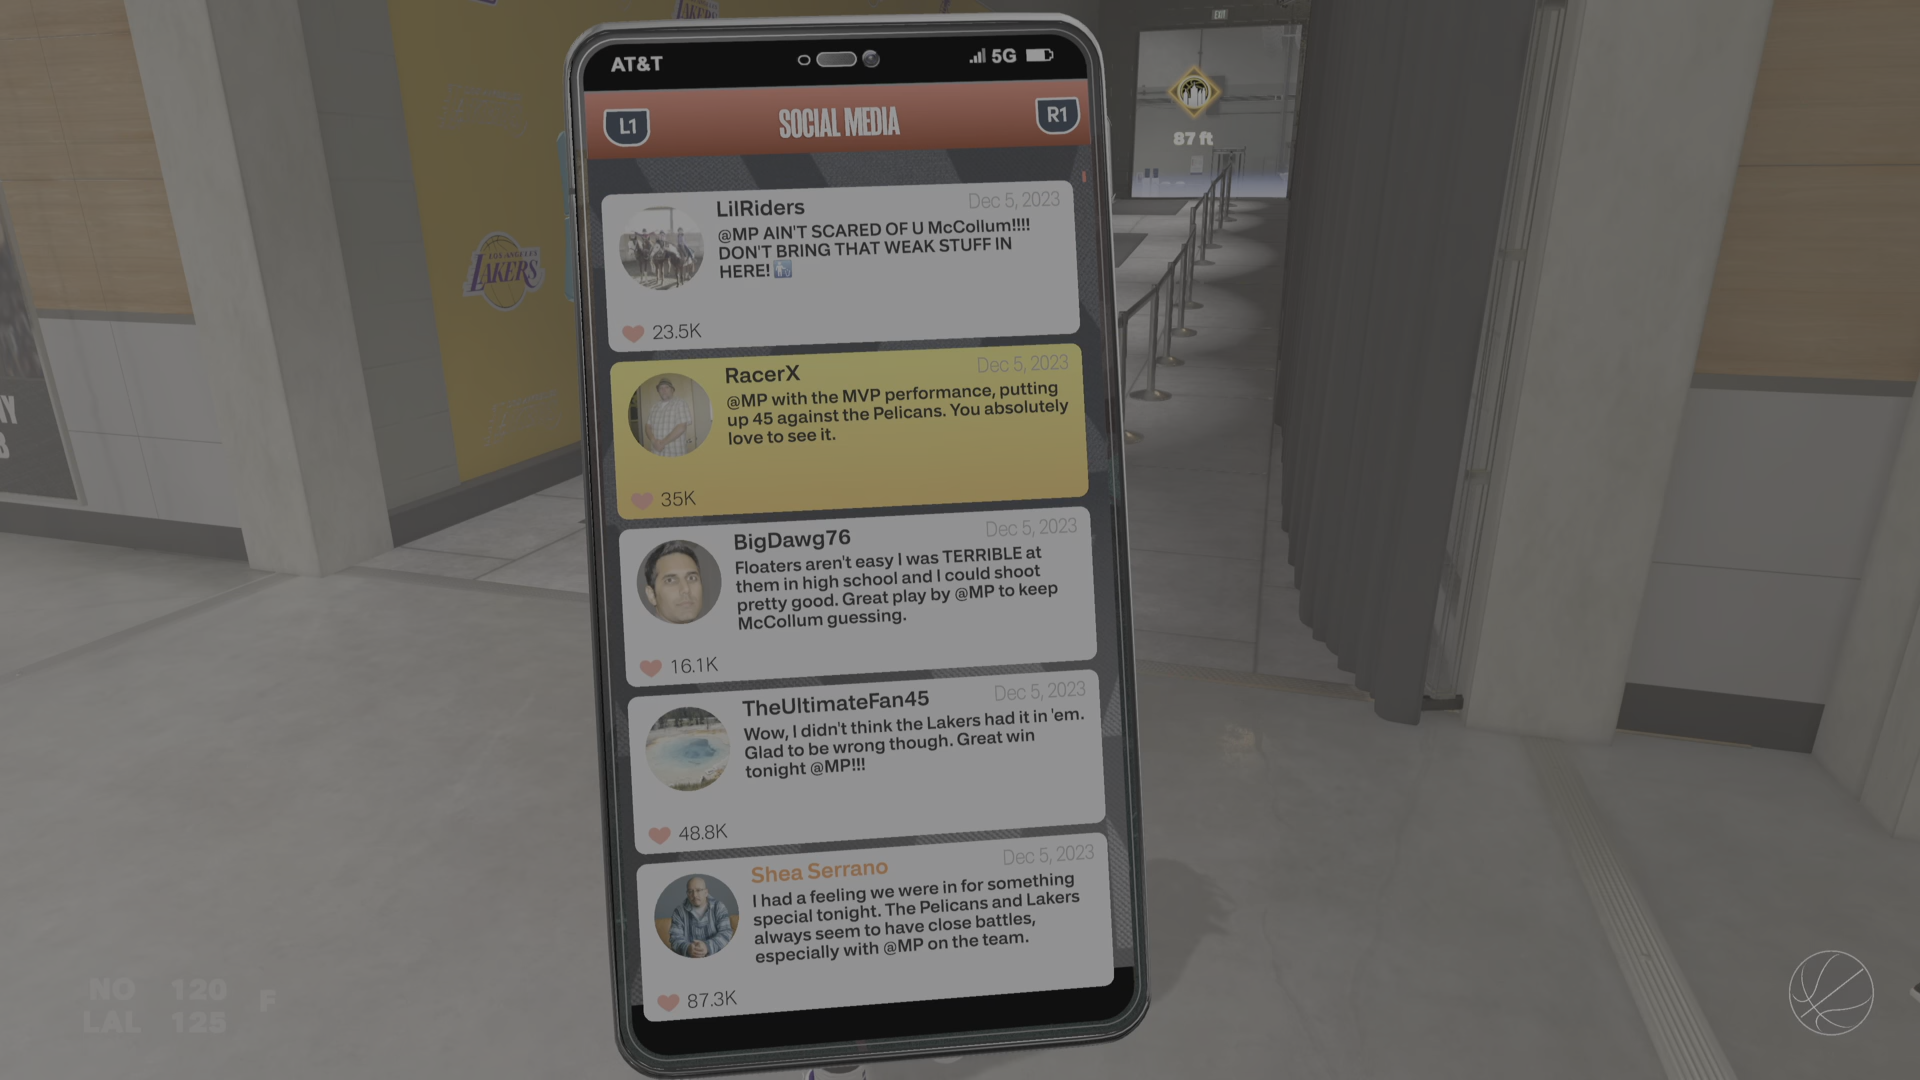 AT&T
5G
L1
SOCIAL MEDIA
R1
LilRiders
Dec 5, 2023
@MP AIN'T SCARED OF U McCollum!!!!
DON'T BRING THAT WEAK STUFF IN
HERE!
23.5K
RacerX
Dec 5, 2023
@MP with the MVP performance, putting
up 45 against the Pelicans. You absolutely
love to see it.
35K
BigDawg76
Dec 5, 2023
Floaters aren't easy I was TERRIBLE at
them in high school and I could shoot
pretty good. Great play by @MP to keep
McCollum guessing.
16.1K
TheUltimateFan45
Dec 5, 2023
Wow, I didn't think the Lakers had it in 'em.
Glad to be wrong though. Great win
tonight @MP!!!
48.8K
Shea Serrano
Dec 5, 2023
I had a feeling we were in for something
special tonight. The Pelicans and Lakers
always seem to have close battles,
especially with @MP on the team.
87.3K
LOS ANGELES
LAKERS
LAKERS
EXIT
87 ft
NO 120
F
LAL 125